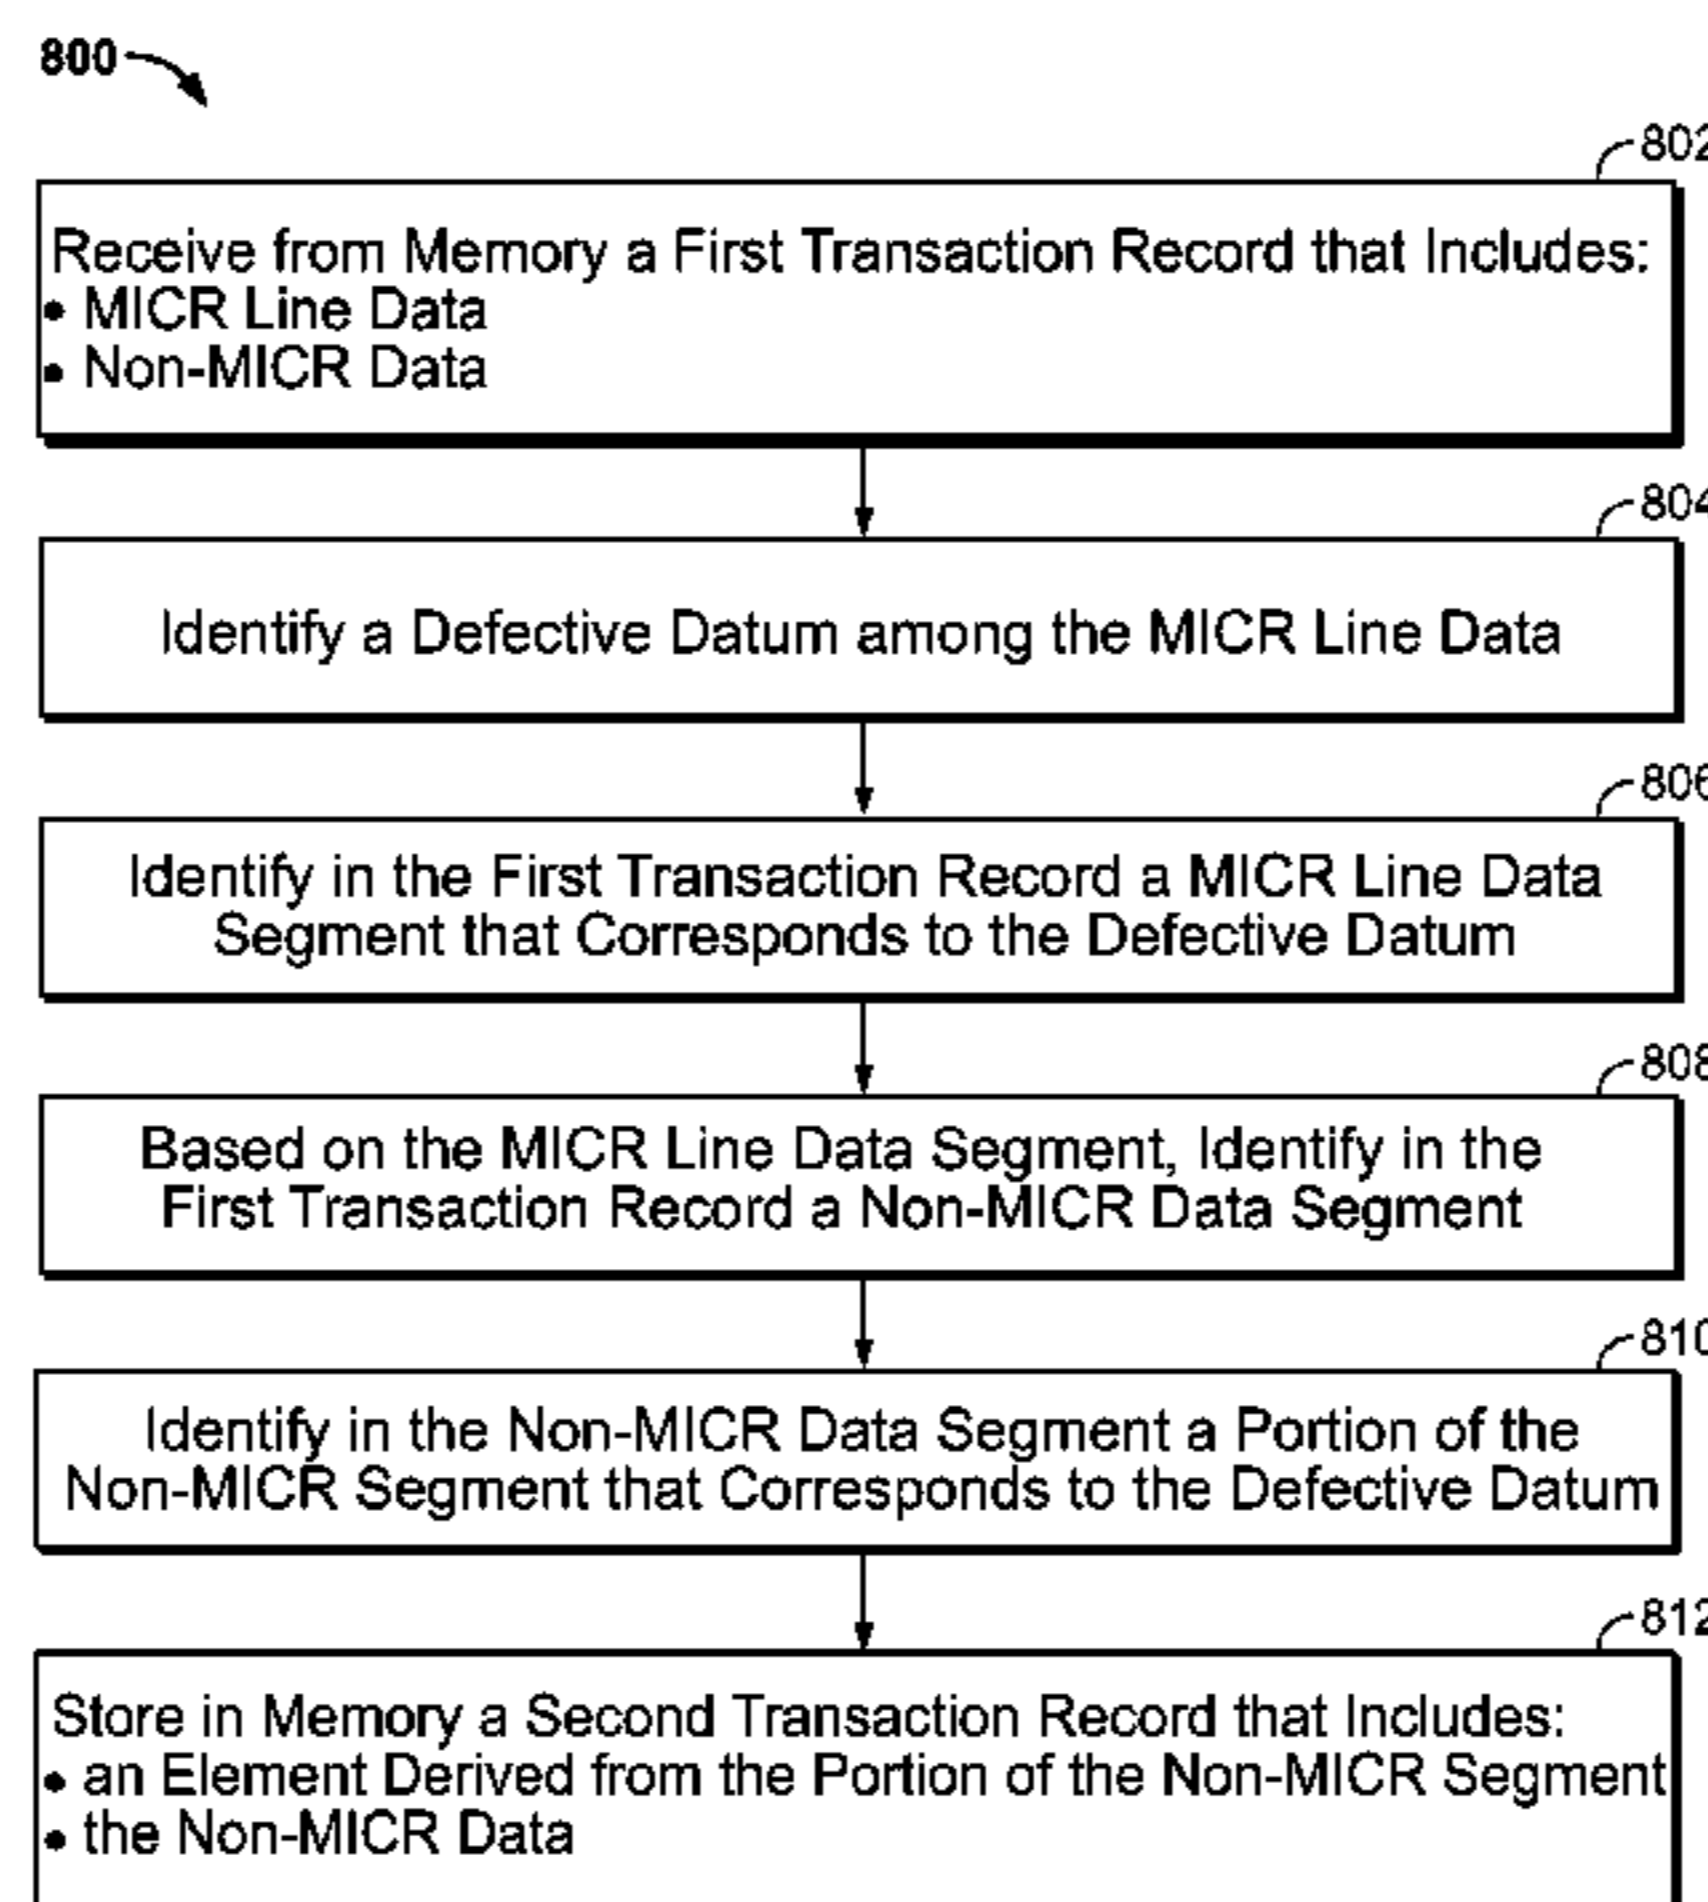 800
802
Receive from Memory a First Transaction Record that Includes:
• MICR Line Data
• Non-MICR Data
804
Identify a Defective Datum among the MICR Line Data
806
Identify in the First Transaction Record a MICR Line Data
Segment that Corresponds to the Defective Datum
808
Based on the MICR Line Data Segment, Identify in the
First Transaction Record a Non-MICR Data Segment
810
Identify in the Non-MICR Data Segment a Portion of the
Non-MICR Segment that Corresponds to the Defective Datum
812
Store in Memory a Second Transaction Record that Includes:
• an Element Derived from the Portion of the Non-MICR Segment
• the Non-MICR Data